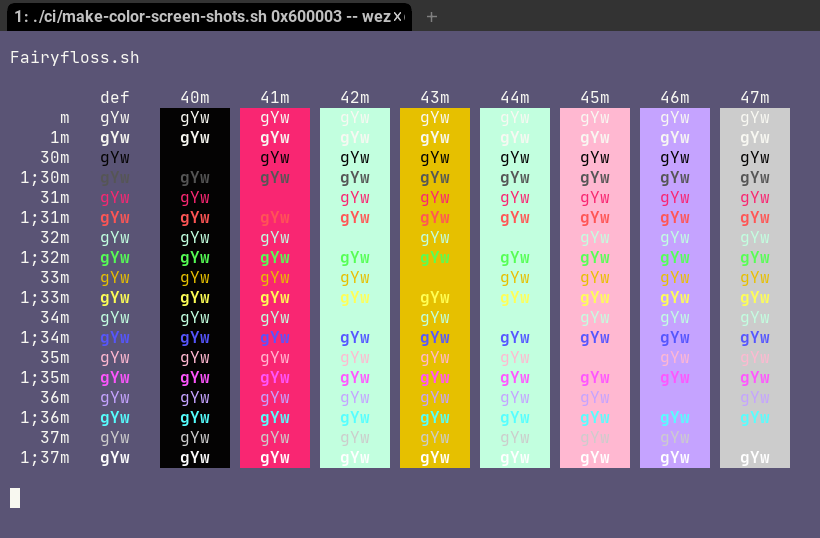 1: ./ci/make-color-screen-shots.sh 0x600003 -- wez
Fairyfloss.sh
def 40m 41m 42m 43m 44m 45m 46m 47m
m gYw gYw gYw gYw gYw gYw gYw gYw gYw
1m gYw gYw gYw gYw gYw gYw gYw gYw gYw
30m gYw gYw gYw gYw gYw gYw gYw gYw
1;30m gYw gYw gYw gYw gYw gYw gYw gYw gYw
31m gYw gYw gYw gYw gYw gYw gYw gYw
1;31m gYw gYw gYw gYw gYw gYw gYw gYw gYw
32m gYw gYw gYw gYw gYw gYw gYw
1;32m gYw gYw gYw gYw gYw gYw gYw gYw gYw
33m gYw gYw gYw gYw gYw gYw gYw gYw
1;33m gYw gYw gYw gYw gYw gYw gYw gYw gYw
34m gYw gYw gYw gYw gYw gYw gYw
1;34m gYw gYw gYw gYw gYw gYw gYw gYw gYw
35m gYw gYw gYw gYw gYw gYw gYw gYw
1;35m gYw gYw gYw gYw gYw gYw gYw gYw gYw
36m gYw gYw gYw gYw gYw gYw gYw gYw
1;36m gYw gYw gYw gYw gYw gYw gYw gYw gYw
37m gYw gYw gYw gYw gYw gYw gYw gYw
1;37m gYw gYw gYw gYw gYw gYw gYw gYw gYw